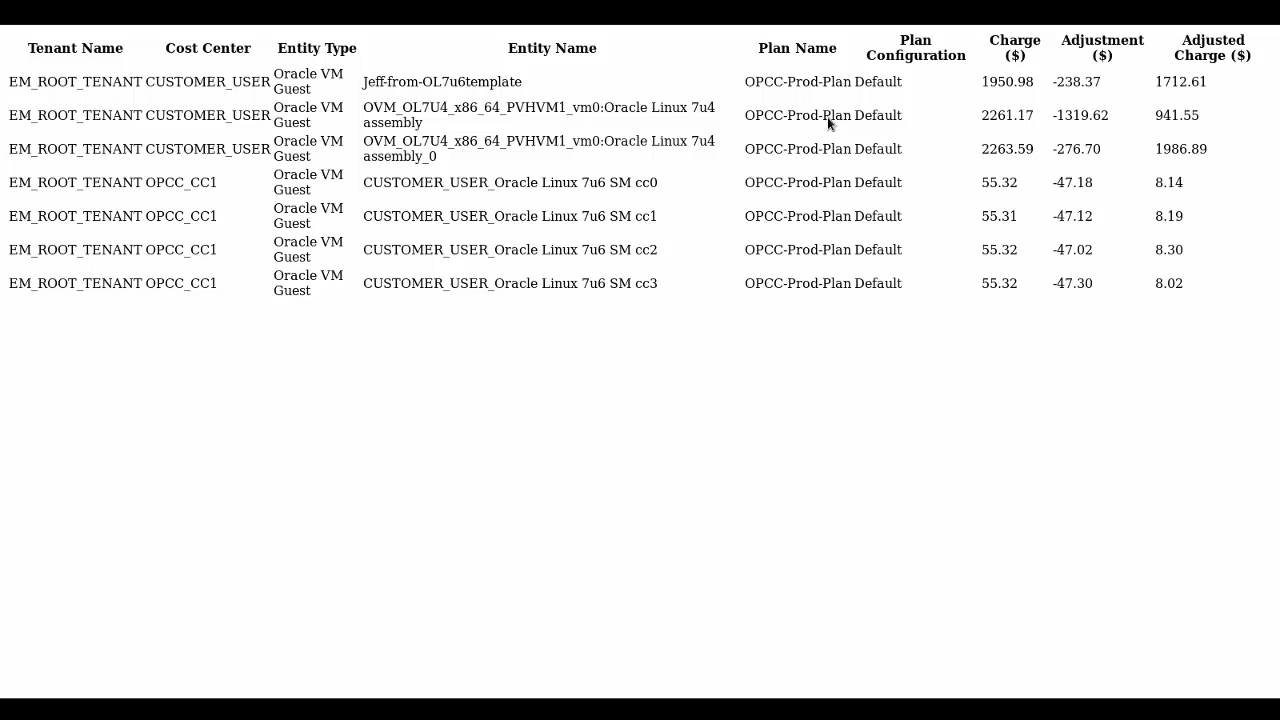 Tenant Name Cost Center Entity Type Entity Name Plan Name Plan Configuration Charge ($) Adjustment ($) Adjusted Charge ($)
EM_ROOT_TENANT CUSTOMER_USER Oracle VM Guest Jeff-from-OL7u6template OPCC-Prod-Plan Default 1950.98 -238.37 1712.61
EM_ROOT_TENANT CUSTOMER_USER Oracle VM Guest OVM_OL7U4_x86_64_PVHVM1_vm0:Oracle Linux 7u4 assembly OPCC-Prod-Plan Default 2261.17 -1319.62 941.55
EM_ROOT_TENANT CUSTOMER_USER Oracle VM Guest OVM_OL7U4_x86_64_PVHVM1_vm0:Oracle Linux 7u4 assembly_0 OPCC-Prod-Plan Default 2263.59 -276.70 1986.89
EM_ROOT_TENANT OPCC_CC1 Oracle VM Guest CUSTOMER_USER_Oracle Linux 7u6 SM cc0 OPCC-Prod-Plan Default 55.32 -47.18 8.14
EM_ROOT_TENANT OPCC_CC1 Oracle VM Guest CUSTOMER_USER_Oracle Linux 7u6 SM cc1 OPCC-Prod-Plan Default 55.31 -47.12 8.19
EM_ROOT_TENANT OPCC_CC1 Oracle VM Guest CUSTOMER_USER_Oracle Linux 7u6 SM cc2 OPCC-Prod-Plan Default 55.32 -47.02 8.30
EM_ROOT_TENANT OPCC_CC1 Oracle VM Guest CUSTOMER_USER_Oracle Linux 7u6 SM cc3 OPCC-Prod-Plan Default 55.32 -47.30 8.02